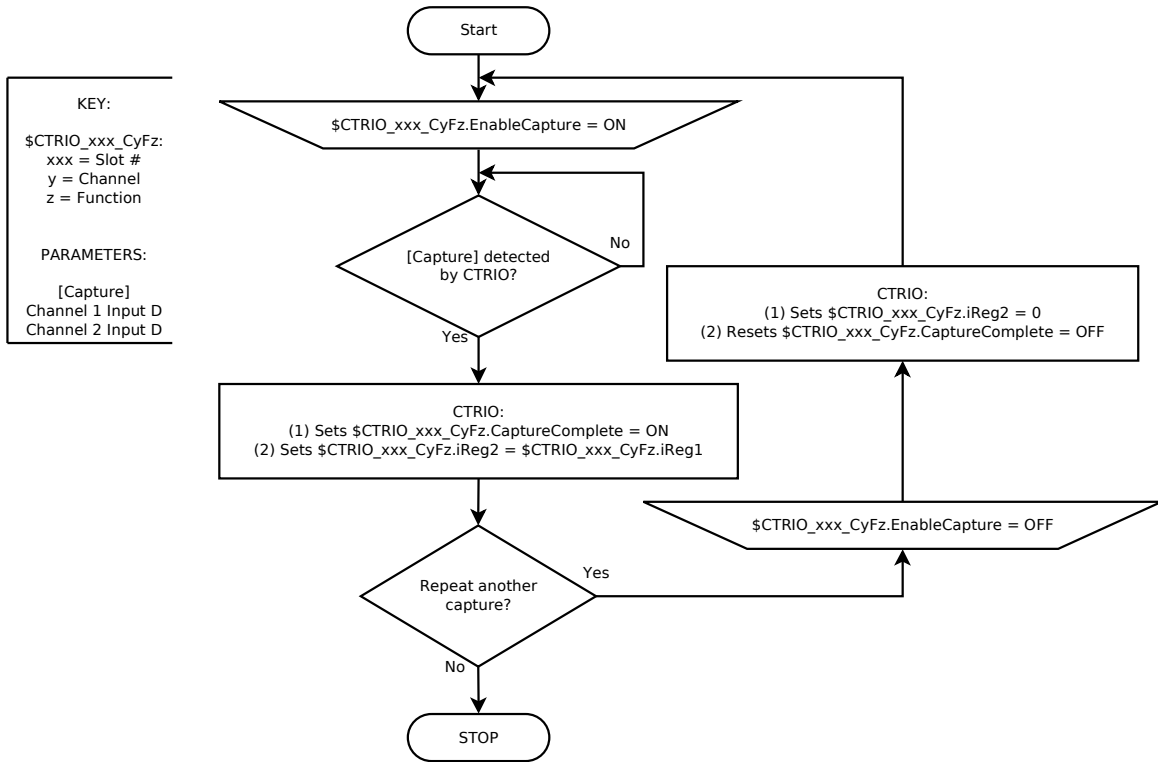 Start
KEY:
$CTRIO_xxx_CyFz:
xxx = Slot #
y = Channel
z = Function
PARAMETERS:
[Capture]
Channel 1 Input D
Channel 2 Input D
$CTRIO_xxx_CyFz.EnableCapture = ON
[Capture] detected
by CTRIO?
No
Yes
CTRIO:
(1) Sets $CTRIO_xxx_CyFz.CaptureComplete = ON
(2) Sets $CTRIO_xxx_CyFz.iReg2 = $CTRIO_xxx_CyFz.iReg1
Repeat another
capture?
Yes
No
$CTRIO_xxx_CyFz.EnableCapture = OFF
CTRIO:
(1) Sets $CTRIO_xxx_CyFz.iReg2 = 0
(2) Resets $CTRIO_xxx_CyFz.CaptureComplete = OFF
STOP